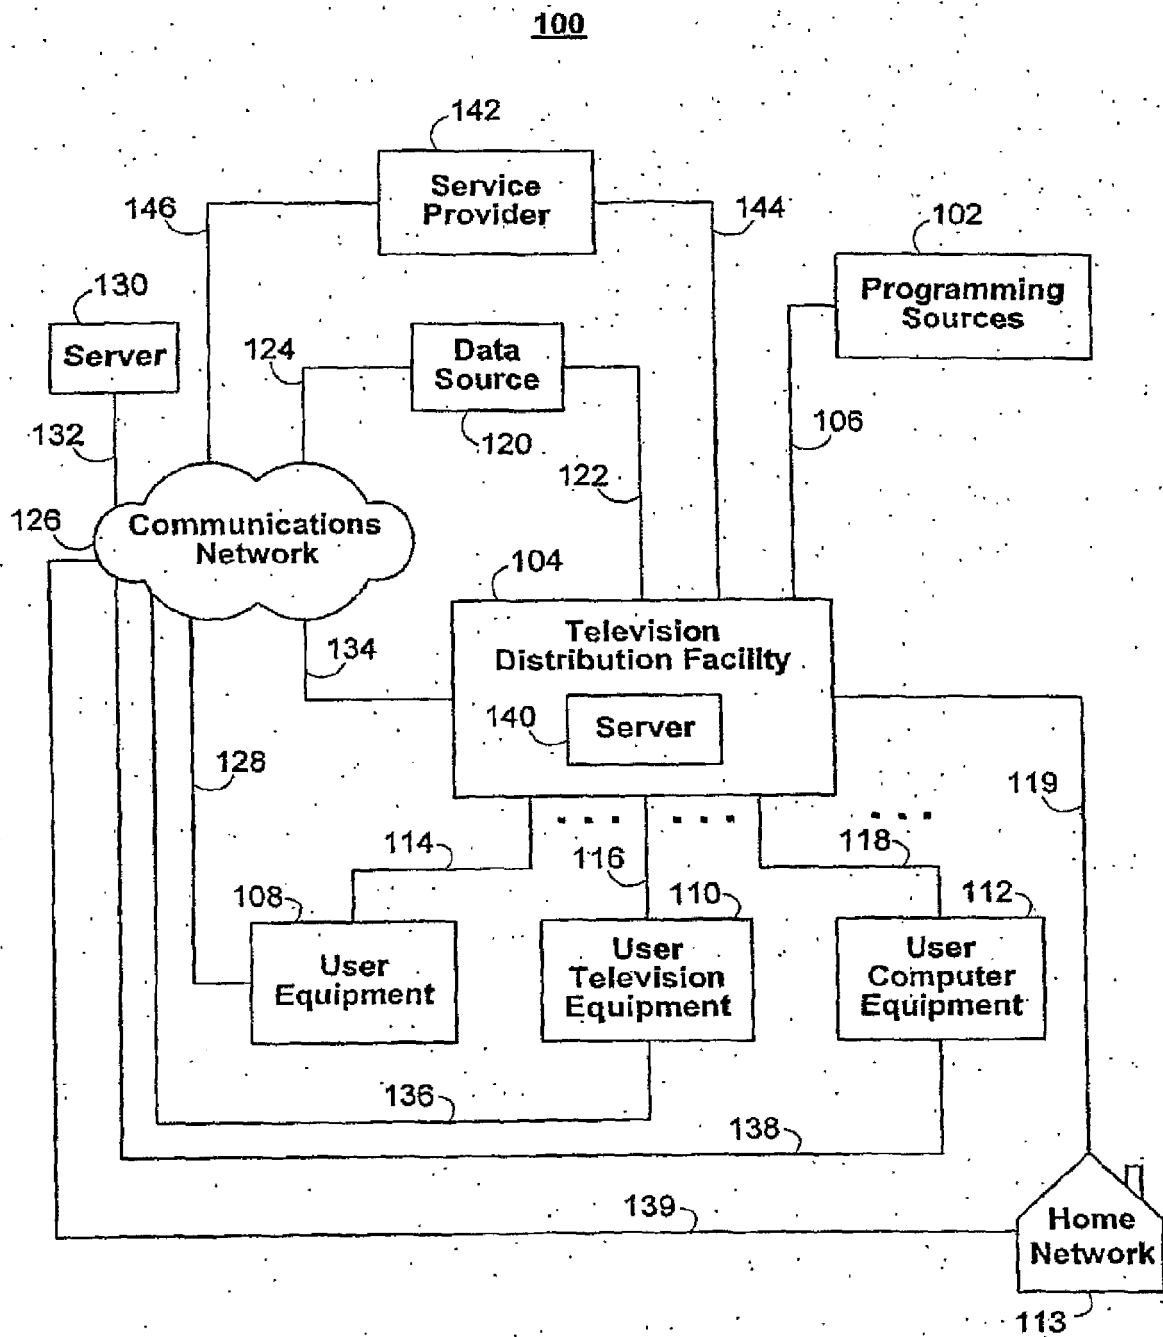 100
142
Service
Provider
146
144
102
Programming
Sources
130
Server
124
Data
Source
120
132
106
122
126
Communications
Network
104
Television
Distribution Facility
134
140
Server
128
119
114
116
118
108
110
112
User
Equipment
User
Television
Equipment
User
Computer
Equipment
136
138
139
Home
Network
113